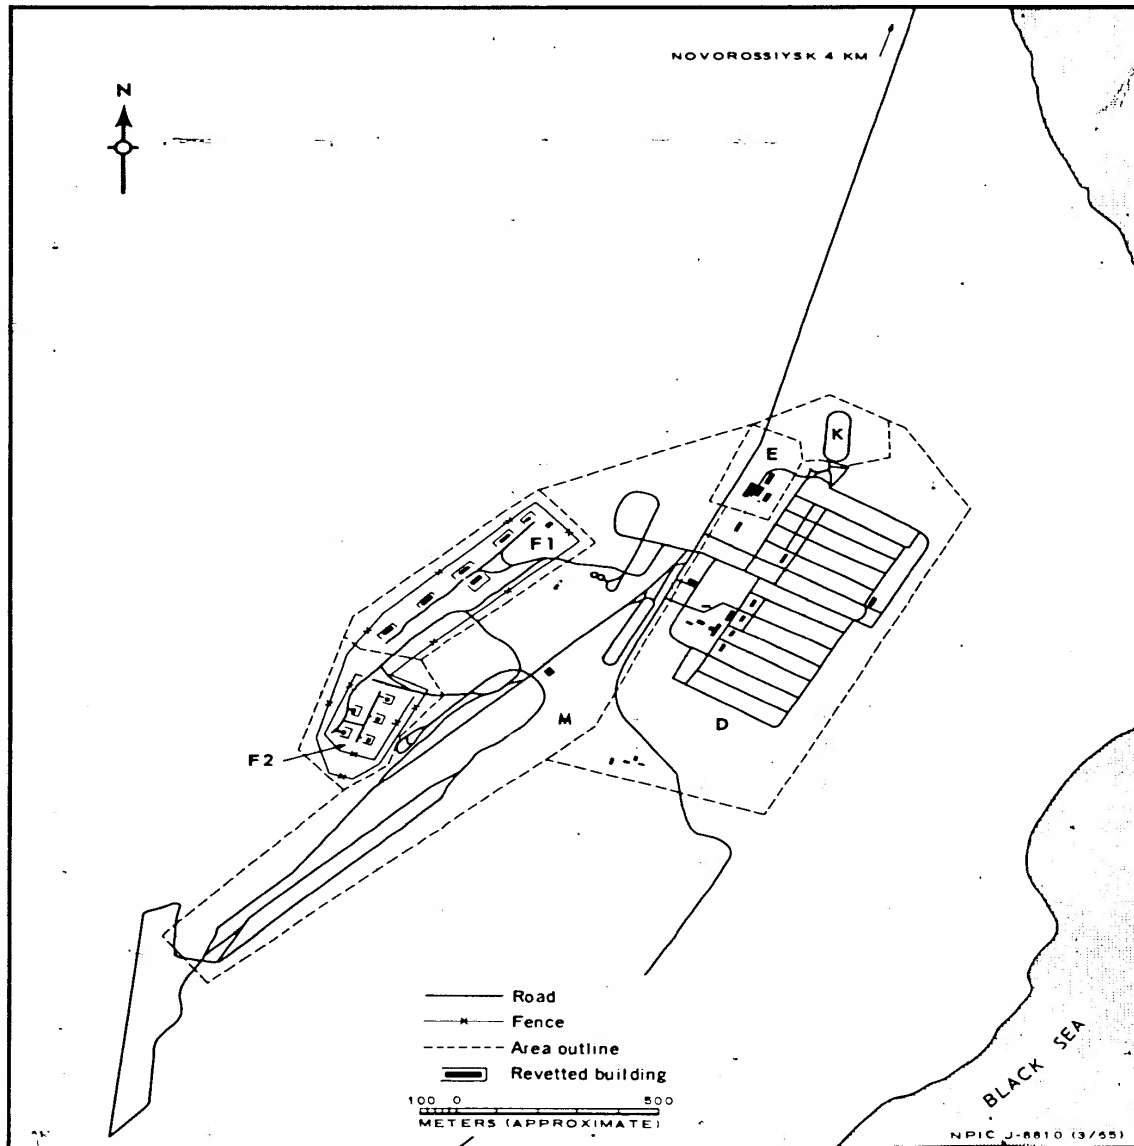 NOVOROSSIYSK 4 KM
N
K
E
F1
M
D
F2
Road
Fence
Area outline
Revetted building
100 0 500
METERS (APPROXIMATE)
BLACK SEA
NPIC J-8810 (3/65)